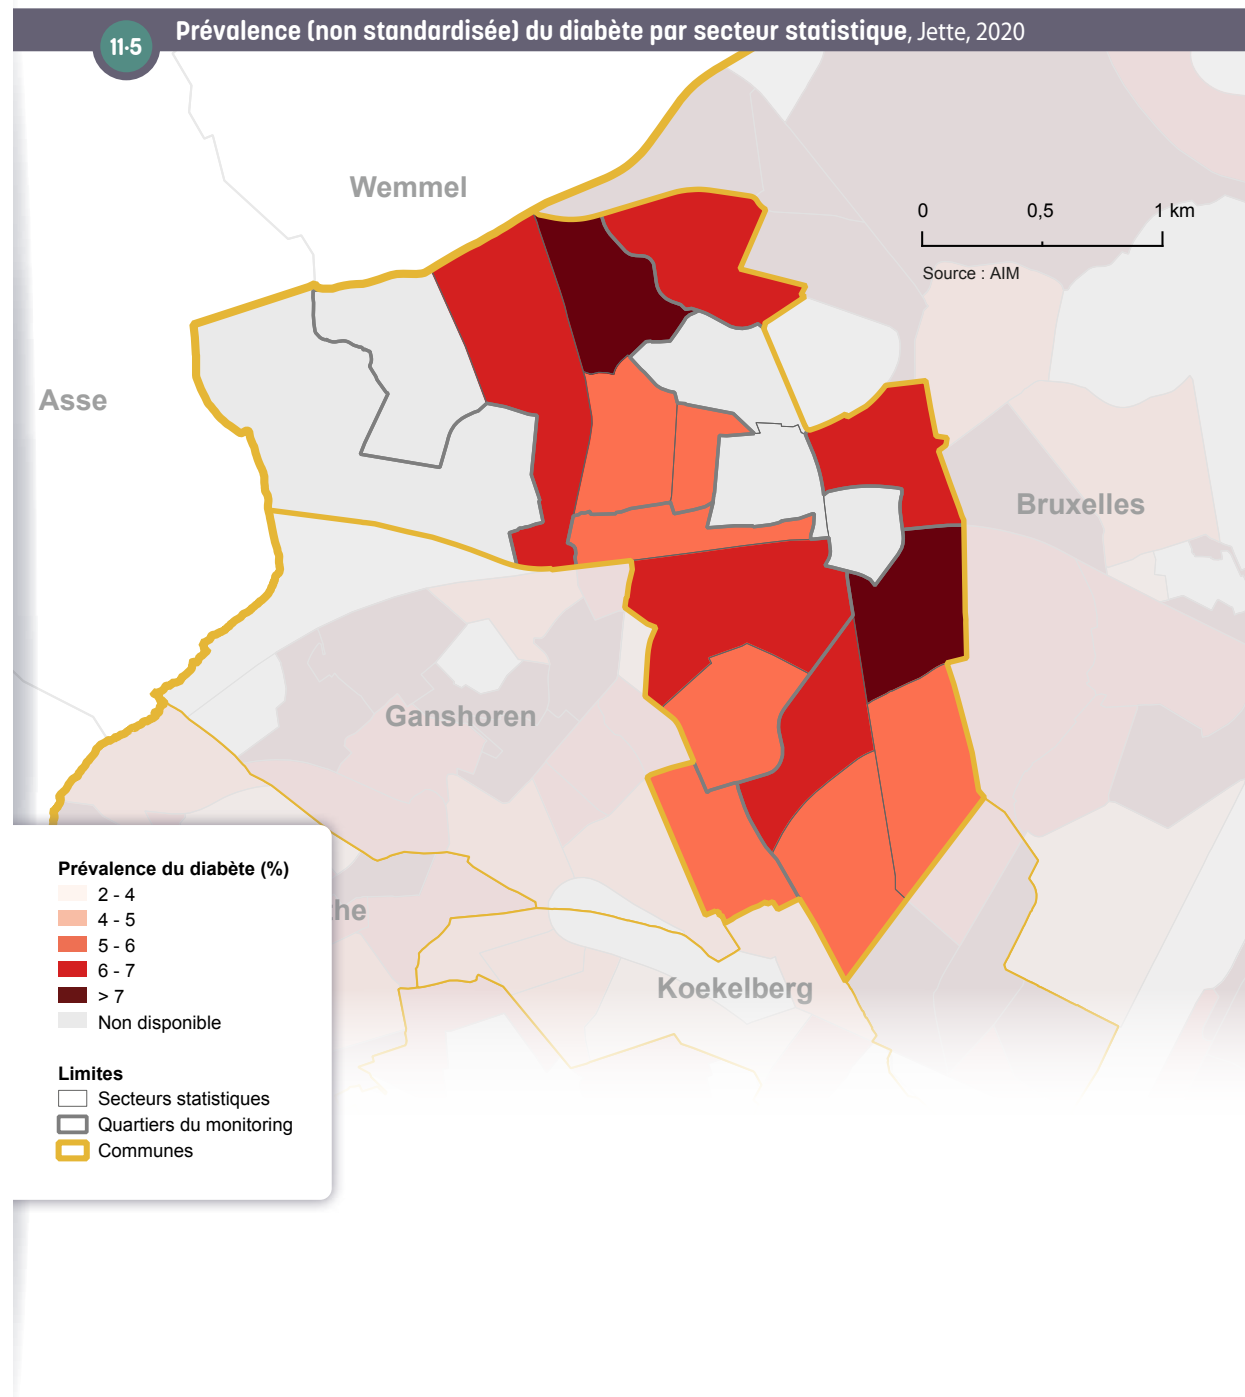 11·5
Prévalence (non standardisée) du diabète par secteur statistique, Jette, 2020
Wemmel
0 0,5 1 km
Source : AIM
Asse
Bruxelles
Ganshoren
Koekelberg
Prévalence du diabète (%)
2 - 4
4 - 5
5 - 6
6 - 7
> 7
Non disponible
Limites
Secteurs statistiques
Quartiers du monitoring
Communes